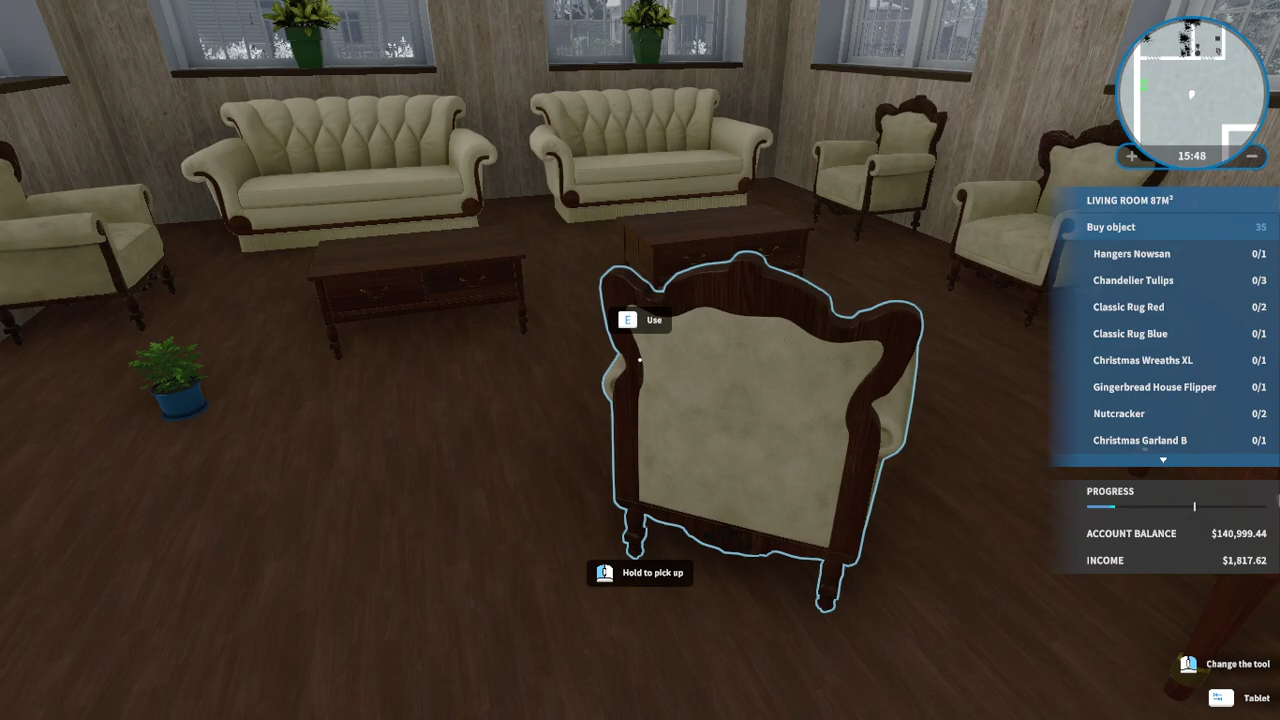 15:48
LIVING ROOM 87M²
Buy object 35
Hangers Nowsan 0/1
Chandelier Tulips 0/3
Classic Rug Red 0/2
Classic Rug Blue 0/1
Christmas Wreaths XL 0/1
Gingerbread House Flipper 0/1
Nutcracker 0/2
Christmas Garland B 0/1
E Use
PROGRESS
ACCOUNT BALANCE $140,999.44
INCOME $1,817.62
Hold to pick up
Change the tool
Tablet